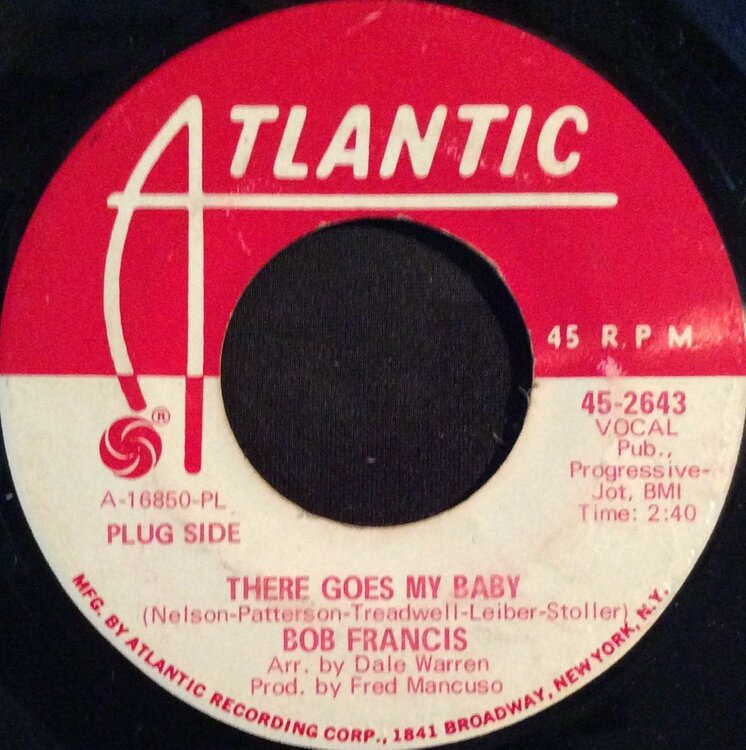 ATLANTIC
45 R.P.M.
®
45-2643
VOCAL
Pub.,
Progressive-
Jot, BMI
Time: 2:40
A-16850-PL
PLUG SIDE
THERE GOES MY BABY
(Nelson-Patterson-Treadwell-Leiber-Stoller)
BOB FRANCIS
Arr. by Dale Warren
Prod. by Fred Mancuso
MFG. BY ATLANTIC RECORDING CORP., 1841 BROADWAY, NEW YORK, N.Y.